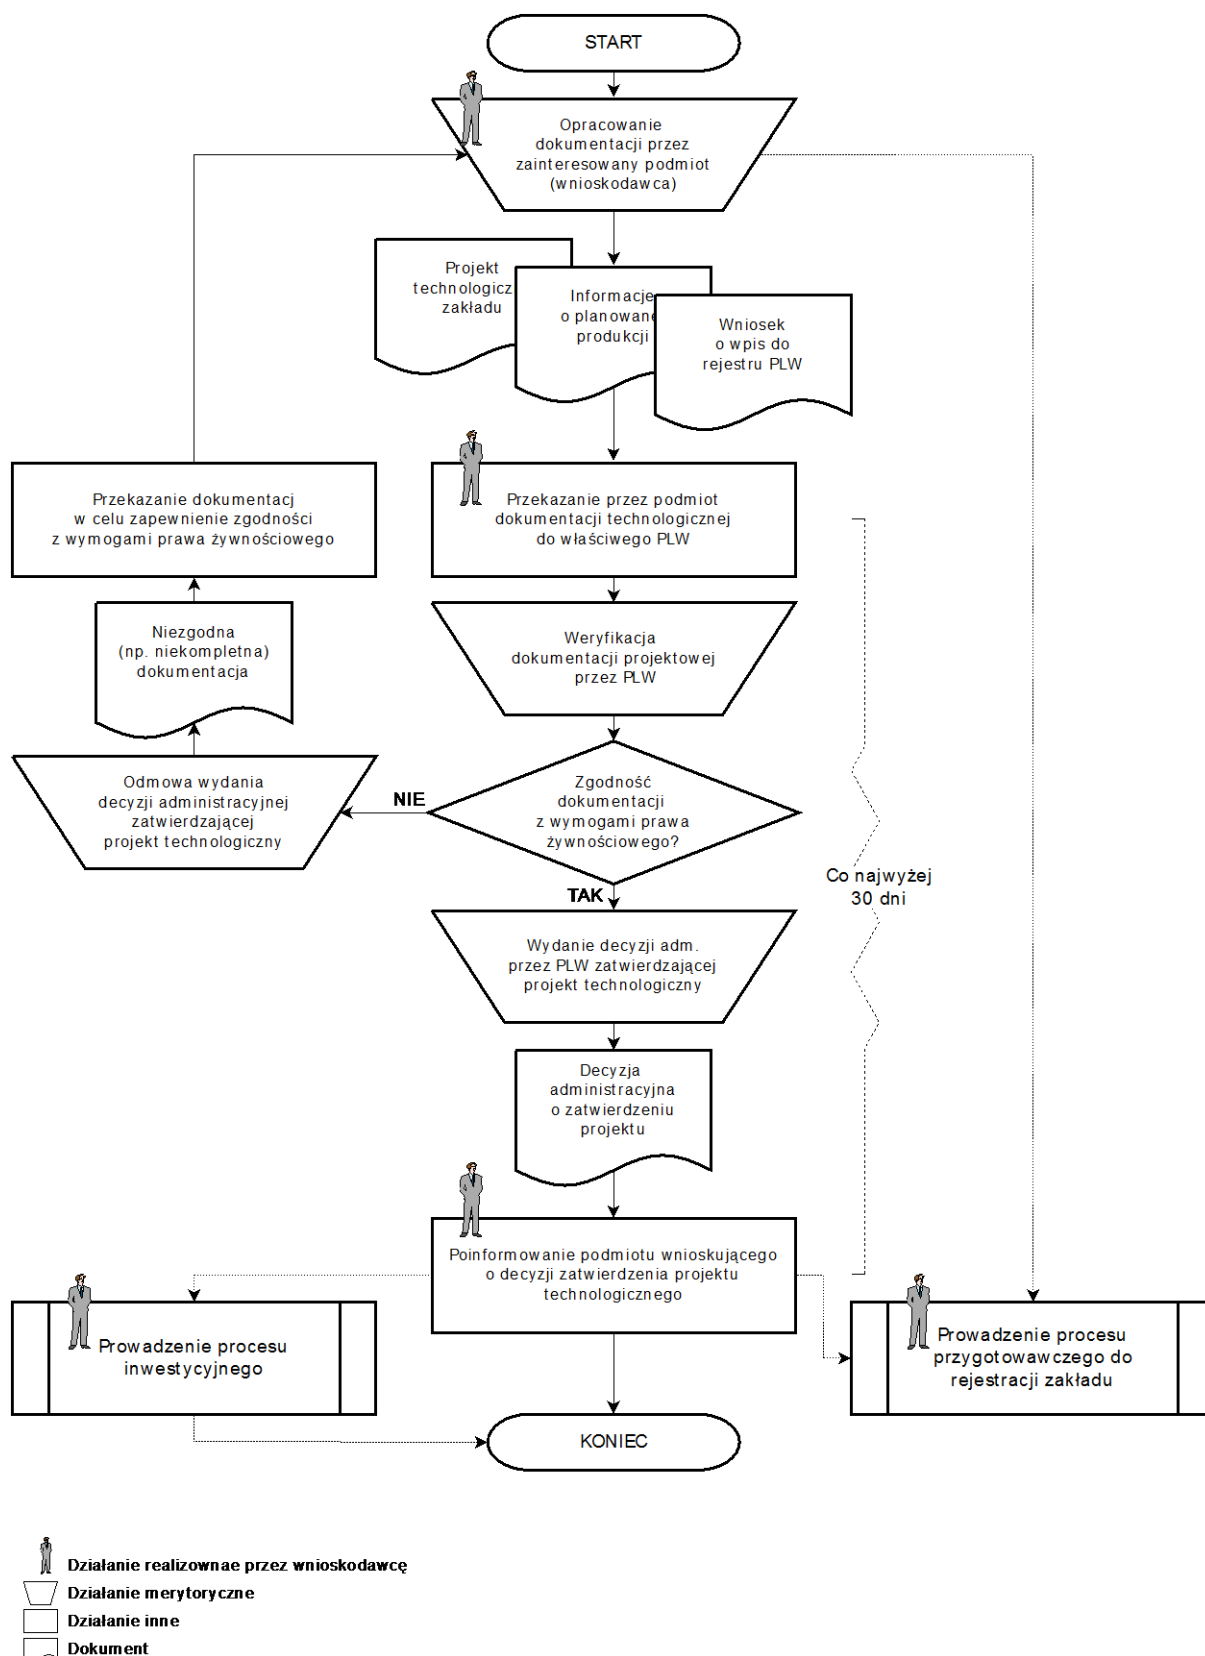 START
Opracowanie
dokumentacji przez
zainteresowany podmiot
(wnioskodawca)
Projekt
technologicz
zakładu
Informacje
o planowane
produkcji
Wniosek
o wpis do
rejestru PLW
Przekazanie dokumentacj
w celu zapewnienie zgodności
z wymogami prawa żywnościowego
Przekazanie przez podmiot
dokumentacji technologicznej
do właściwego PLW
Niezgodna
(np. niekompletna)
dokumentacja
Weryfikacja
dokumentacji projektowej
przez PLW
Odmowa wydania
decyzji administracyjnej
zatwierdzającej
projekt technologiczny
NIE
Zgodność
dokumentacji
z wymogami prawa
żywnościowego?
Co najwyżej
30 dni
TAK
Wydanie decyzji adm.
przez PLW zatwierdzającej
projekt technologiczny
Decyzja
administracyjna
o zatwierdzeniu
projektu
Poinformowanie podmiotu wnioskującego
o decyzji zatwierdzenia projektu
technologicznego
Prowadzenie procesu
inwestycyjnego
Prowadzenie procesu
przygotowawczego do
rejestracji zakładu
KONIEC
Działanie realizownae przez wnioskodawcę
Działanie merytoryczne
Działanie inne
Dokument